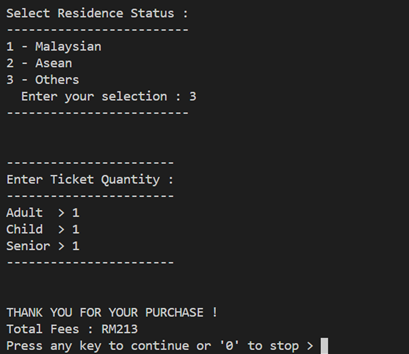 Select Residence Status :
-------------------------
1 - Malaysian
2 - Asean
3 - Others
  Enter your selection : 3
-------------------------
-----------------------
Enter Ticket Quantity :
-----------------------
Adult  > 1
Child  > 1
Senior > 1
-----------------------
THANK YOU FOR YOUR PURCHASE !
Total Fees : RM213
Press any key to continue or '0' to stop >